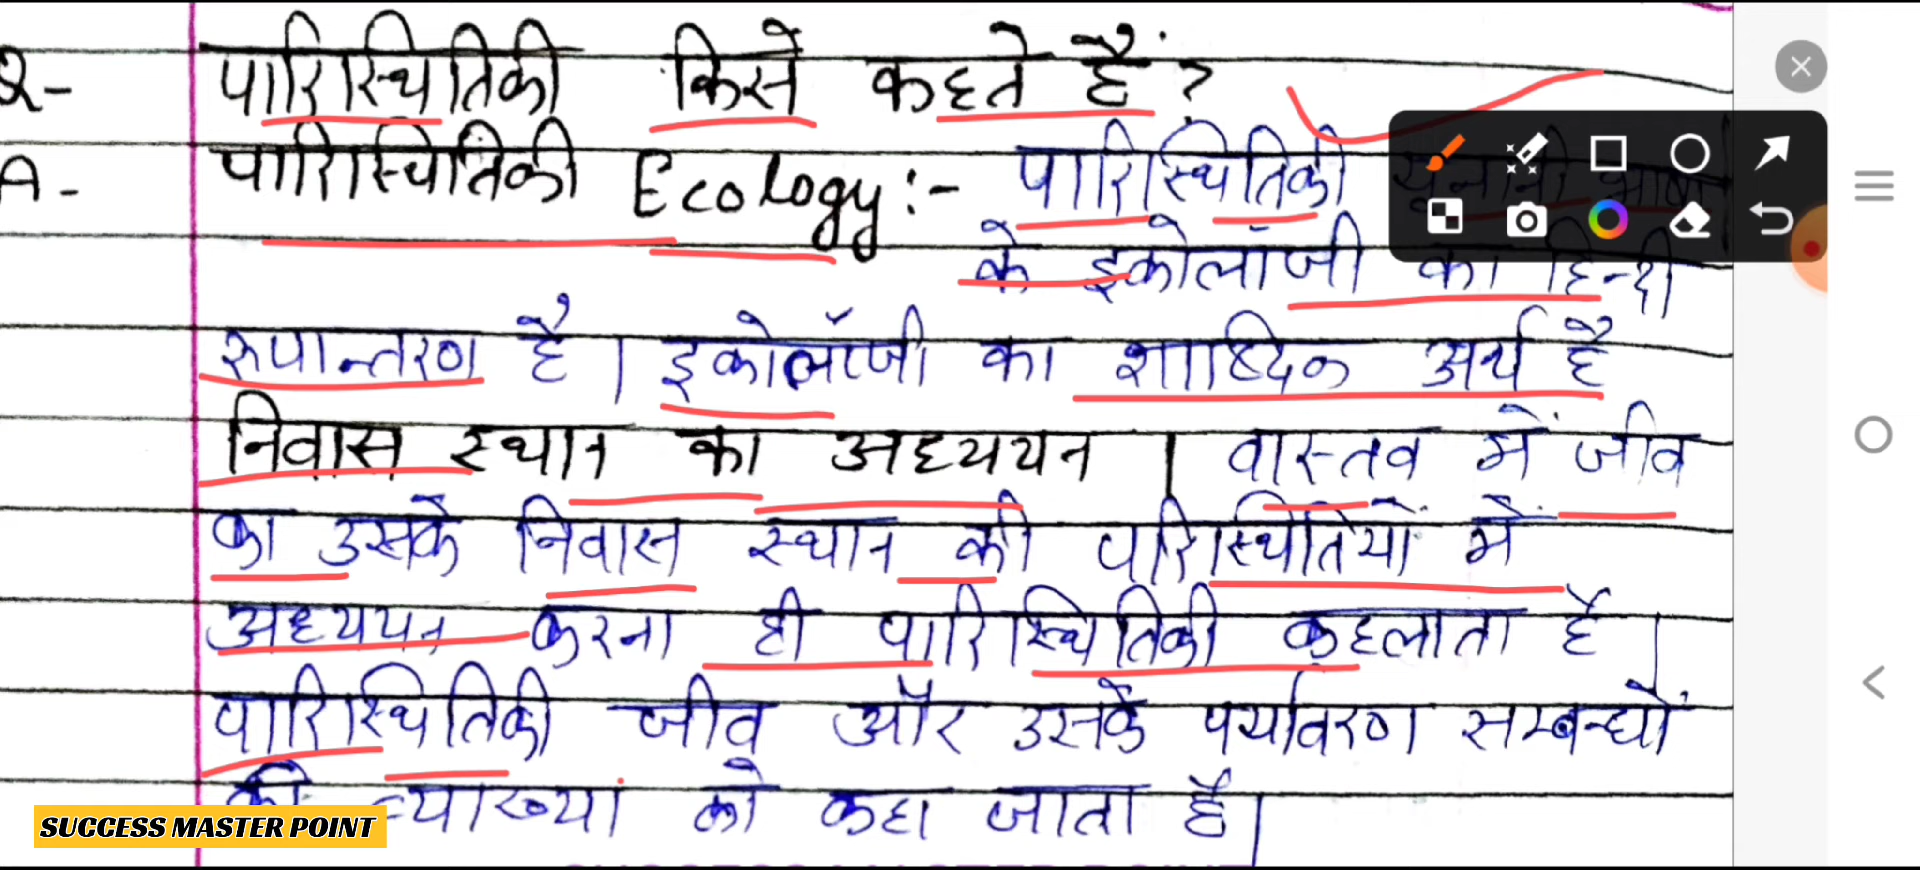 2- पारिस्थितिकी किसे कहते हैं?
A- पारिस्थितिकी Ecology:- पारिस्थितिकी यूनानी भाषा
के इकोलॉजी का हिन्दी
रुपान्तरण है। इकोलॉजी का शाब्दिक अर्थ है
निवास स्थान का अध्ययन। वास्तव में जीव
का उसके निवास स्थान की परिस्थितियों में
अध्ययन करना ही पारिस्थितिकी कहलाता है।
पारिस्थितिकी जीव और उसके पर्यावरण सम्बन्धों
की व्याख्या को कहा जाता है।
SUCCESS MASTER POINT